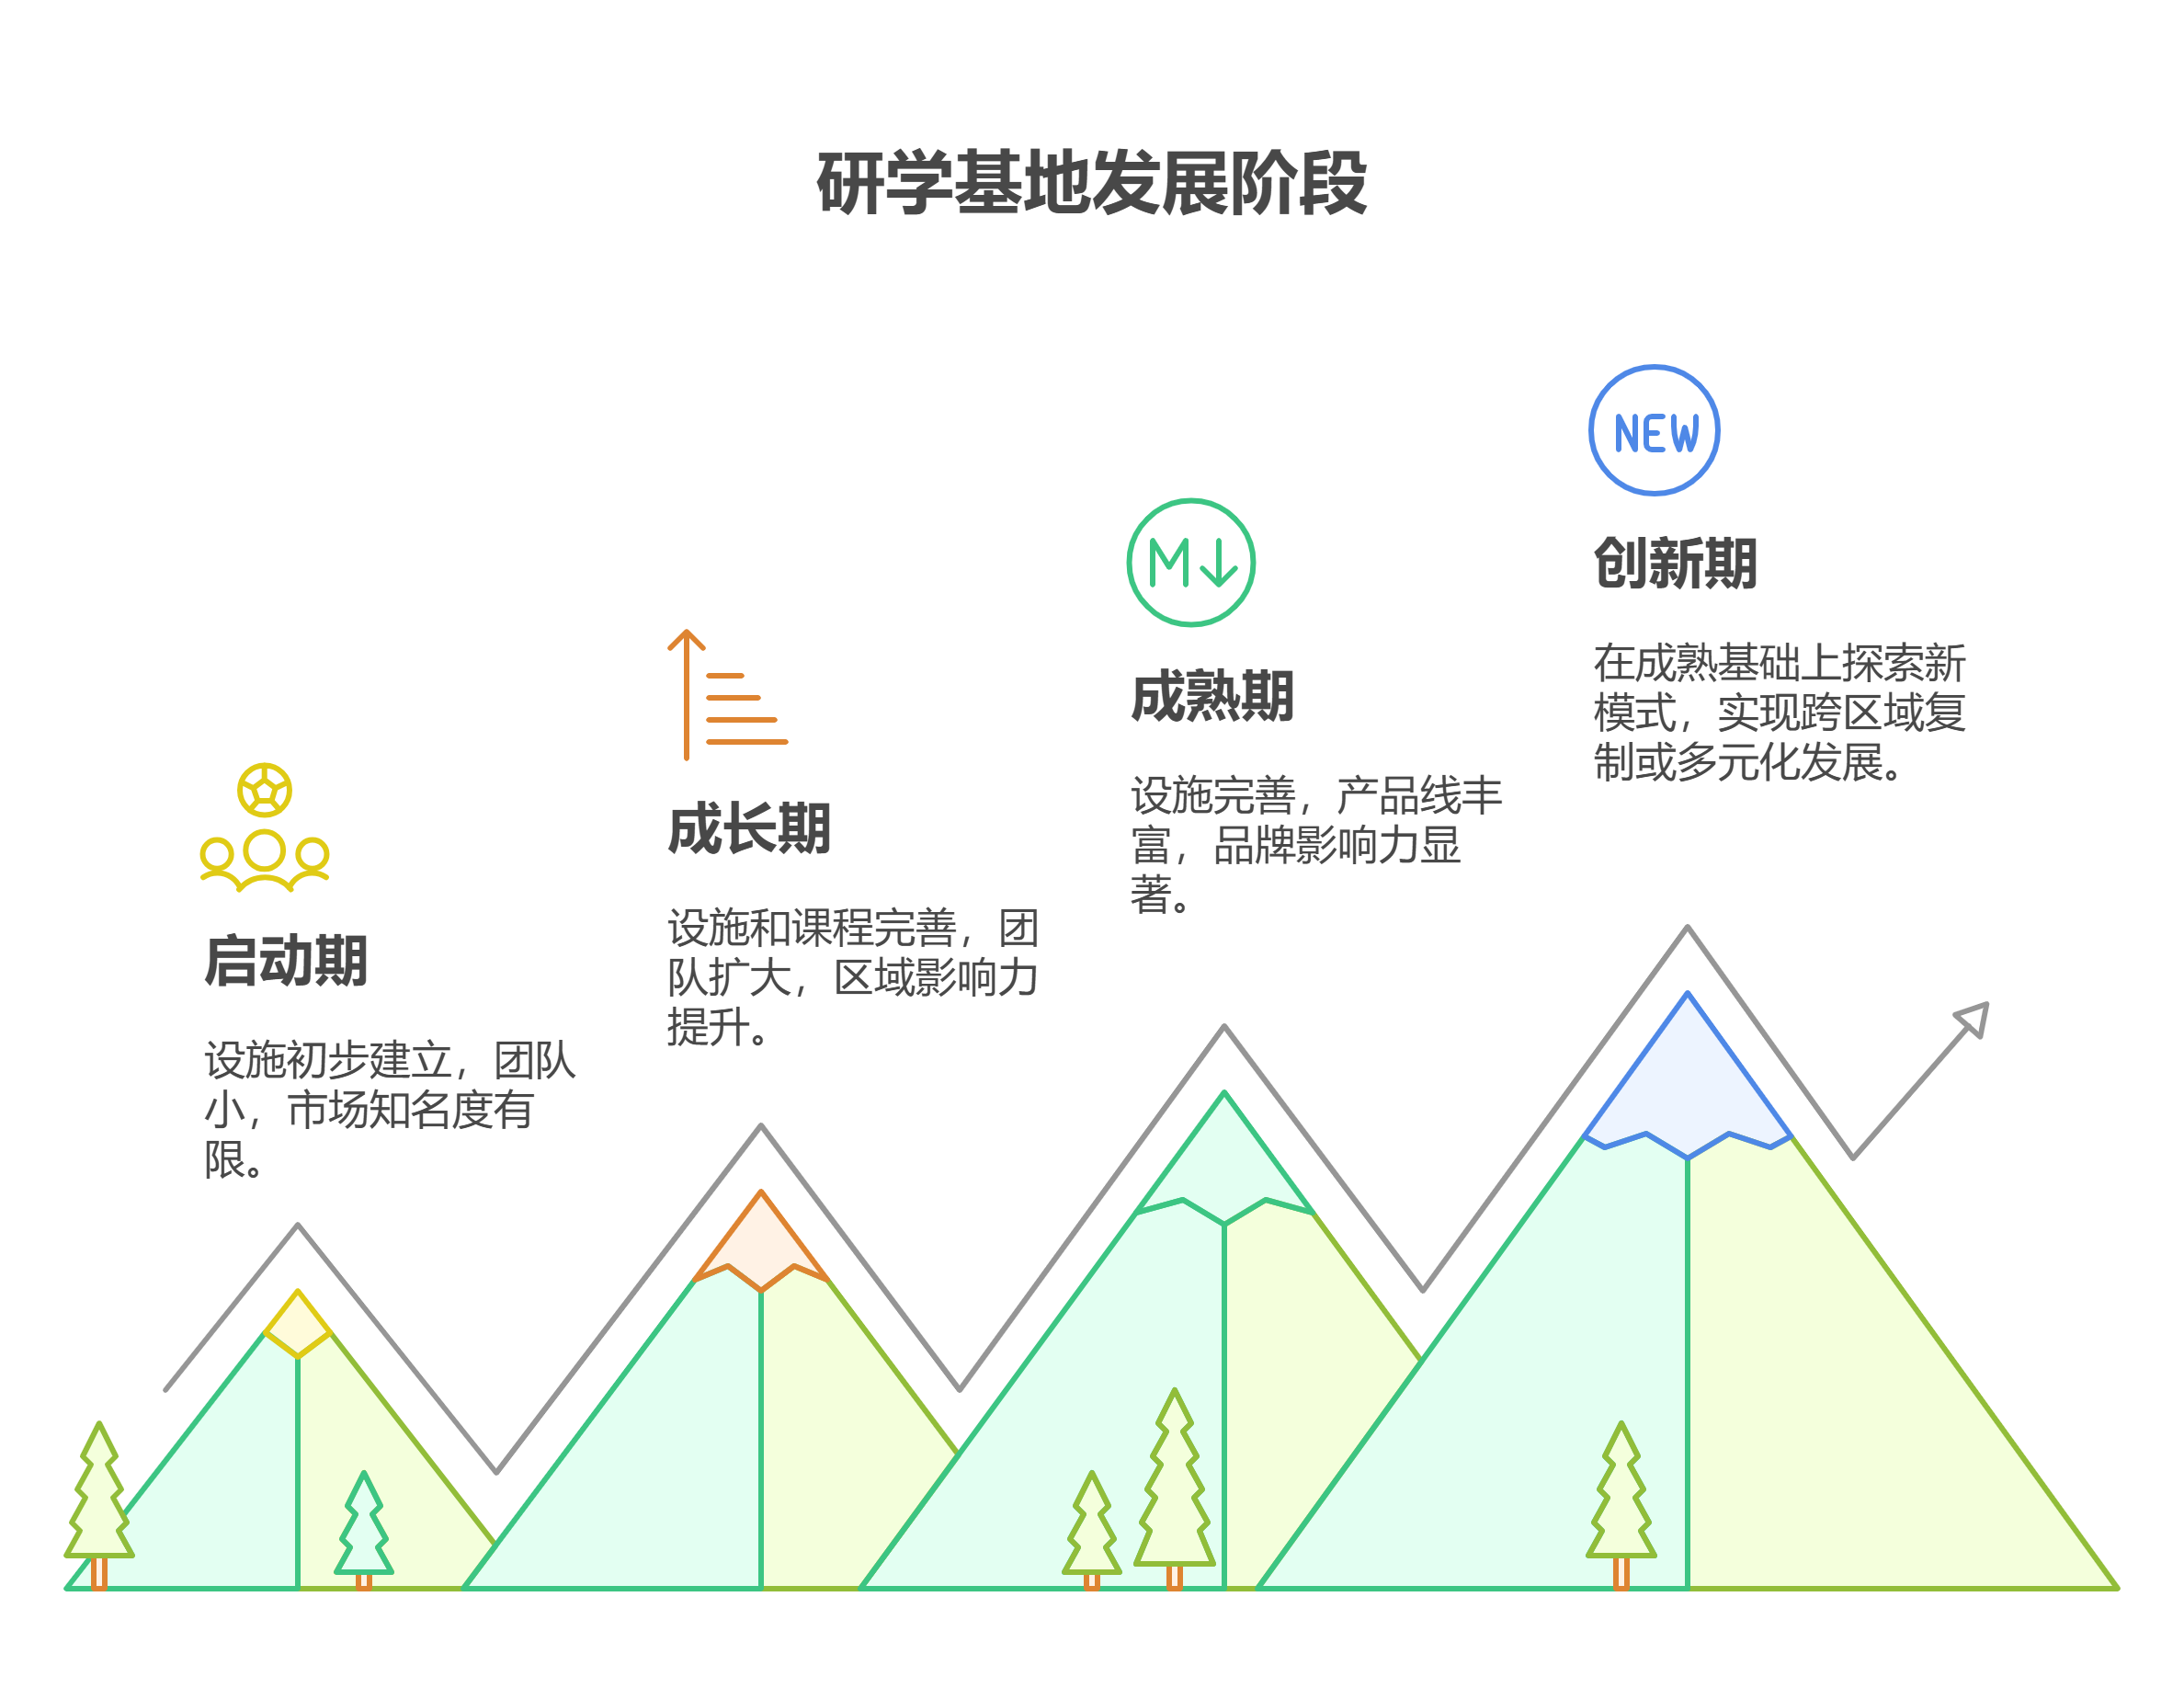 研学基地发展阶段
启动期
设施初步建立，团队
小，市场知名度有
限。
成长期
设施和课程完善，团
队扩大，区域影响力
提升。
M↓
成熟期
设施完善，产品线丰
富，品牌影响力显
著。
NEW
创新期
在成熟基础上探索新
模式，实现跨区域复
制或多元化发展。